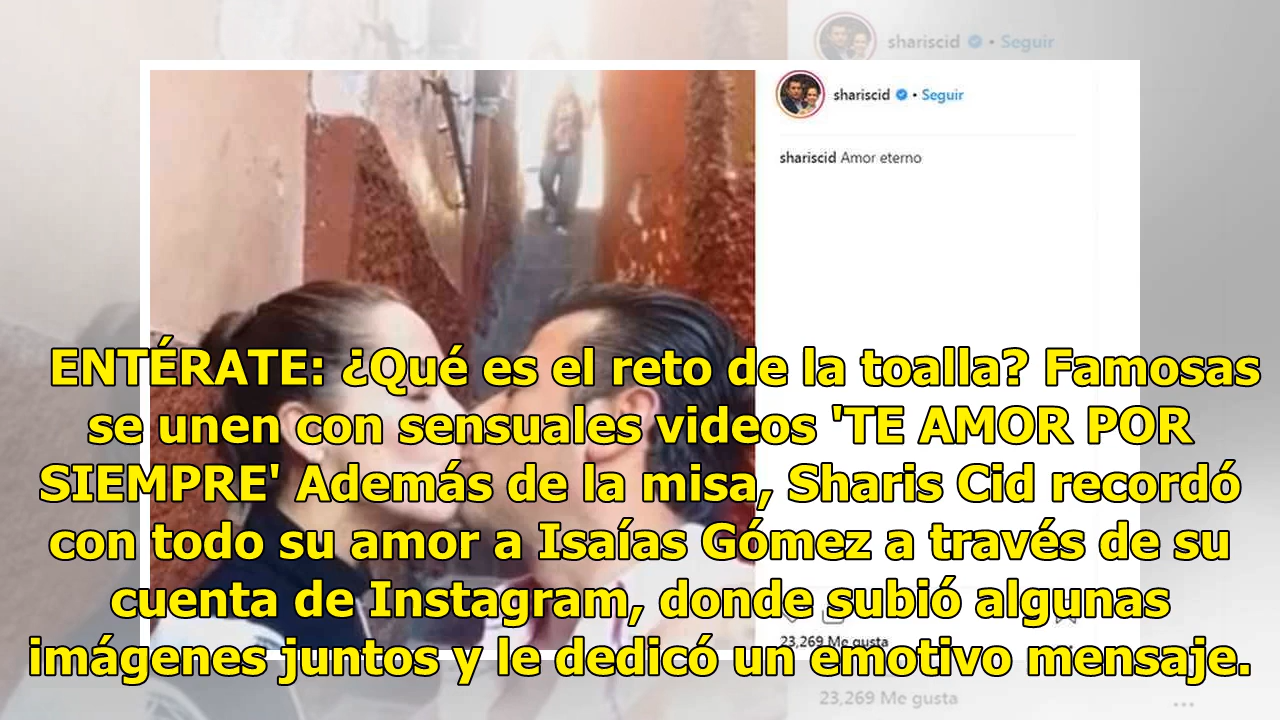 shariscid • Seguir
shariscid • Seguir
shariscid Amor eterno
ENTÉRATE: ¿Qué es el reto de la toalla? Famosas
se unen con sensuales videos 'TE AMOR POR
SIEMPRE' Además de la misa, Sharis Cid recordó
con todo su amor a Isaías Gómez a través de su
cuenta de Instagram, donde subió algunas
23,269 Me gusta
imágenes juntos y le dedicó un emotivo mensaje.
23,269 Me gusta